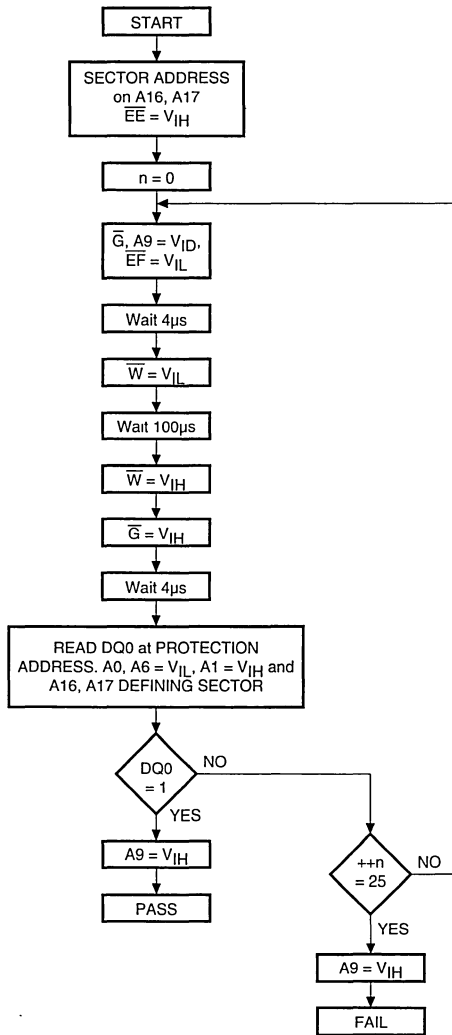 START
SECTOR ADDRESS
on A16, A17
E̅E̅ = VIH
n = 0
G̅, A9 = VID,
E̅F̅ = VIL
Wait 4µs
W̅ = VIL
Wait 100µs
W̅ = VIH
G̅ = VIH
Wait 4µs
READ DQ0 at PROTECTION
ADDRESS. A0, A6 = VIL, A1 = VIH and
A16, A17 DEFINING SECTOR
DQ0
= 1
NO
YES
A9 = VIH
PASS
++n
= 25
NO
YES
A9 = VIH
FAIL